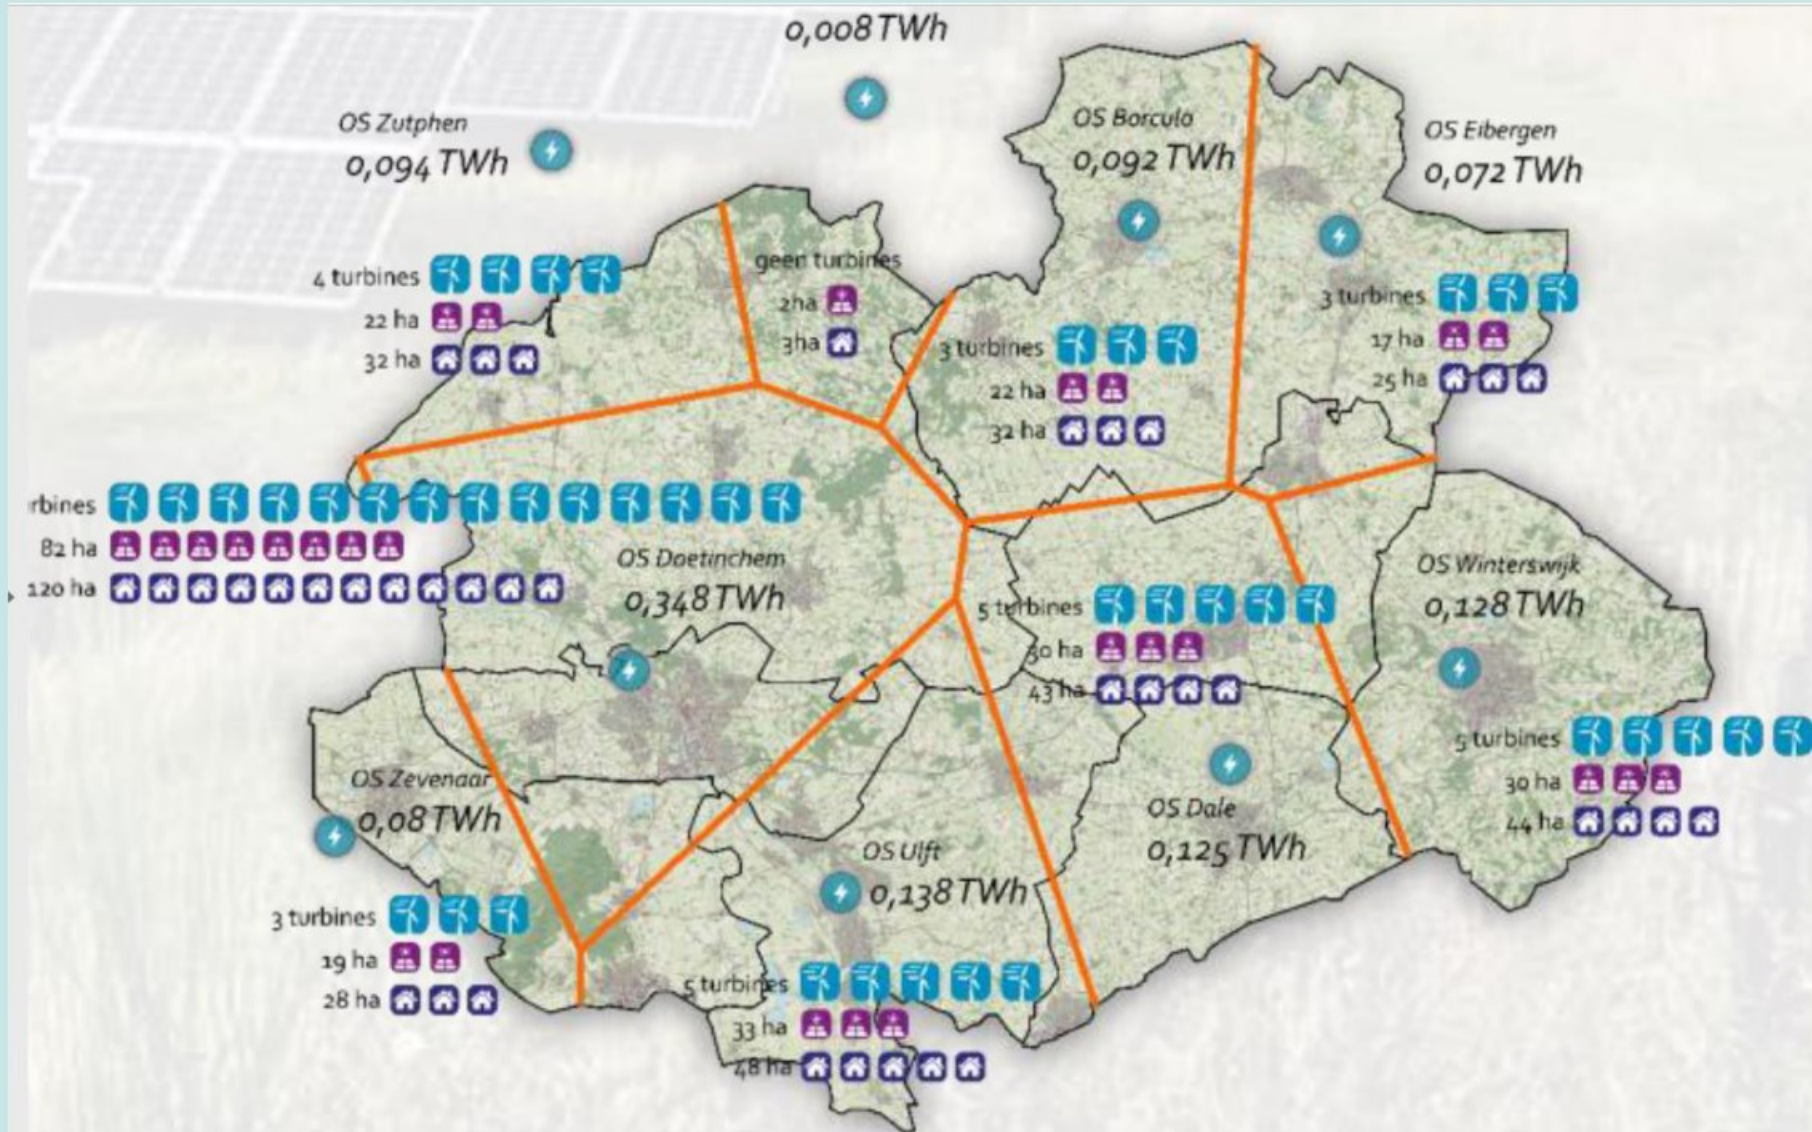 0,008 TWh
OS Zutphen
0,094 TWh
OS Borculo
0,092 TWh
OS Eibergen
0,072 TWh
4 turbines
22 ha
32 ha
geen turbines
2ha
3ha
3 turbines
22 ha
32 ha
3 turbines
17 ha
25 ha
rbines
82 ha
120 ha
OS Doetinchem
0,348 TWh
5 turbines
30 ha
43 ha
OS Winterswijk
0,128 TWh
5 turbines
30 ha
44 ha
OS Zevenaar
0,08 TWh
OS Dale
0,125 TWh
OS Ulft
0,138 TWh
3 turbines
19 ha
28 ha
5 turbines
33 ha
48 ha